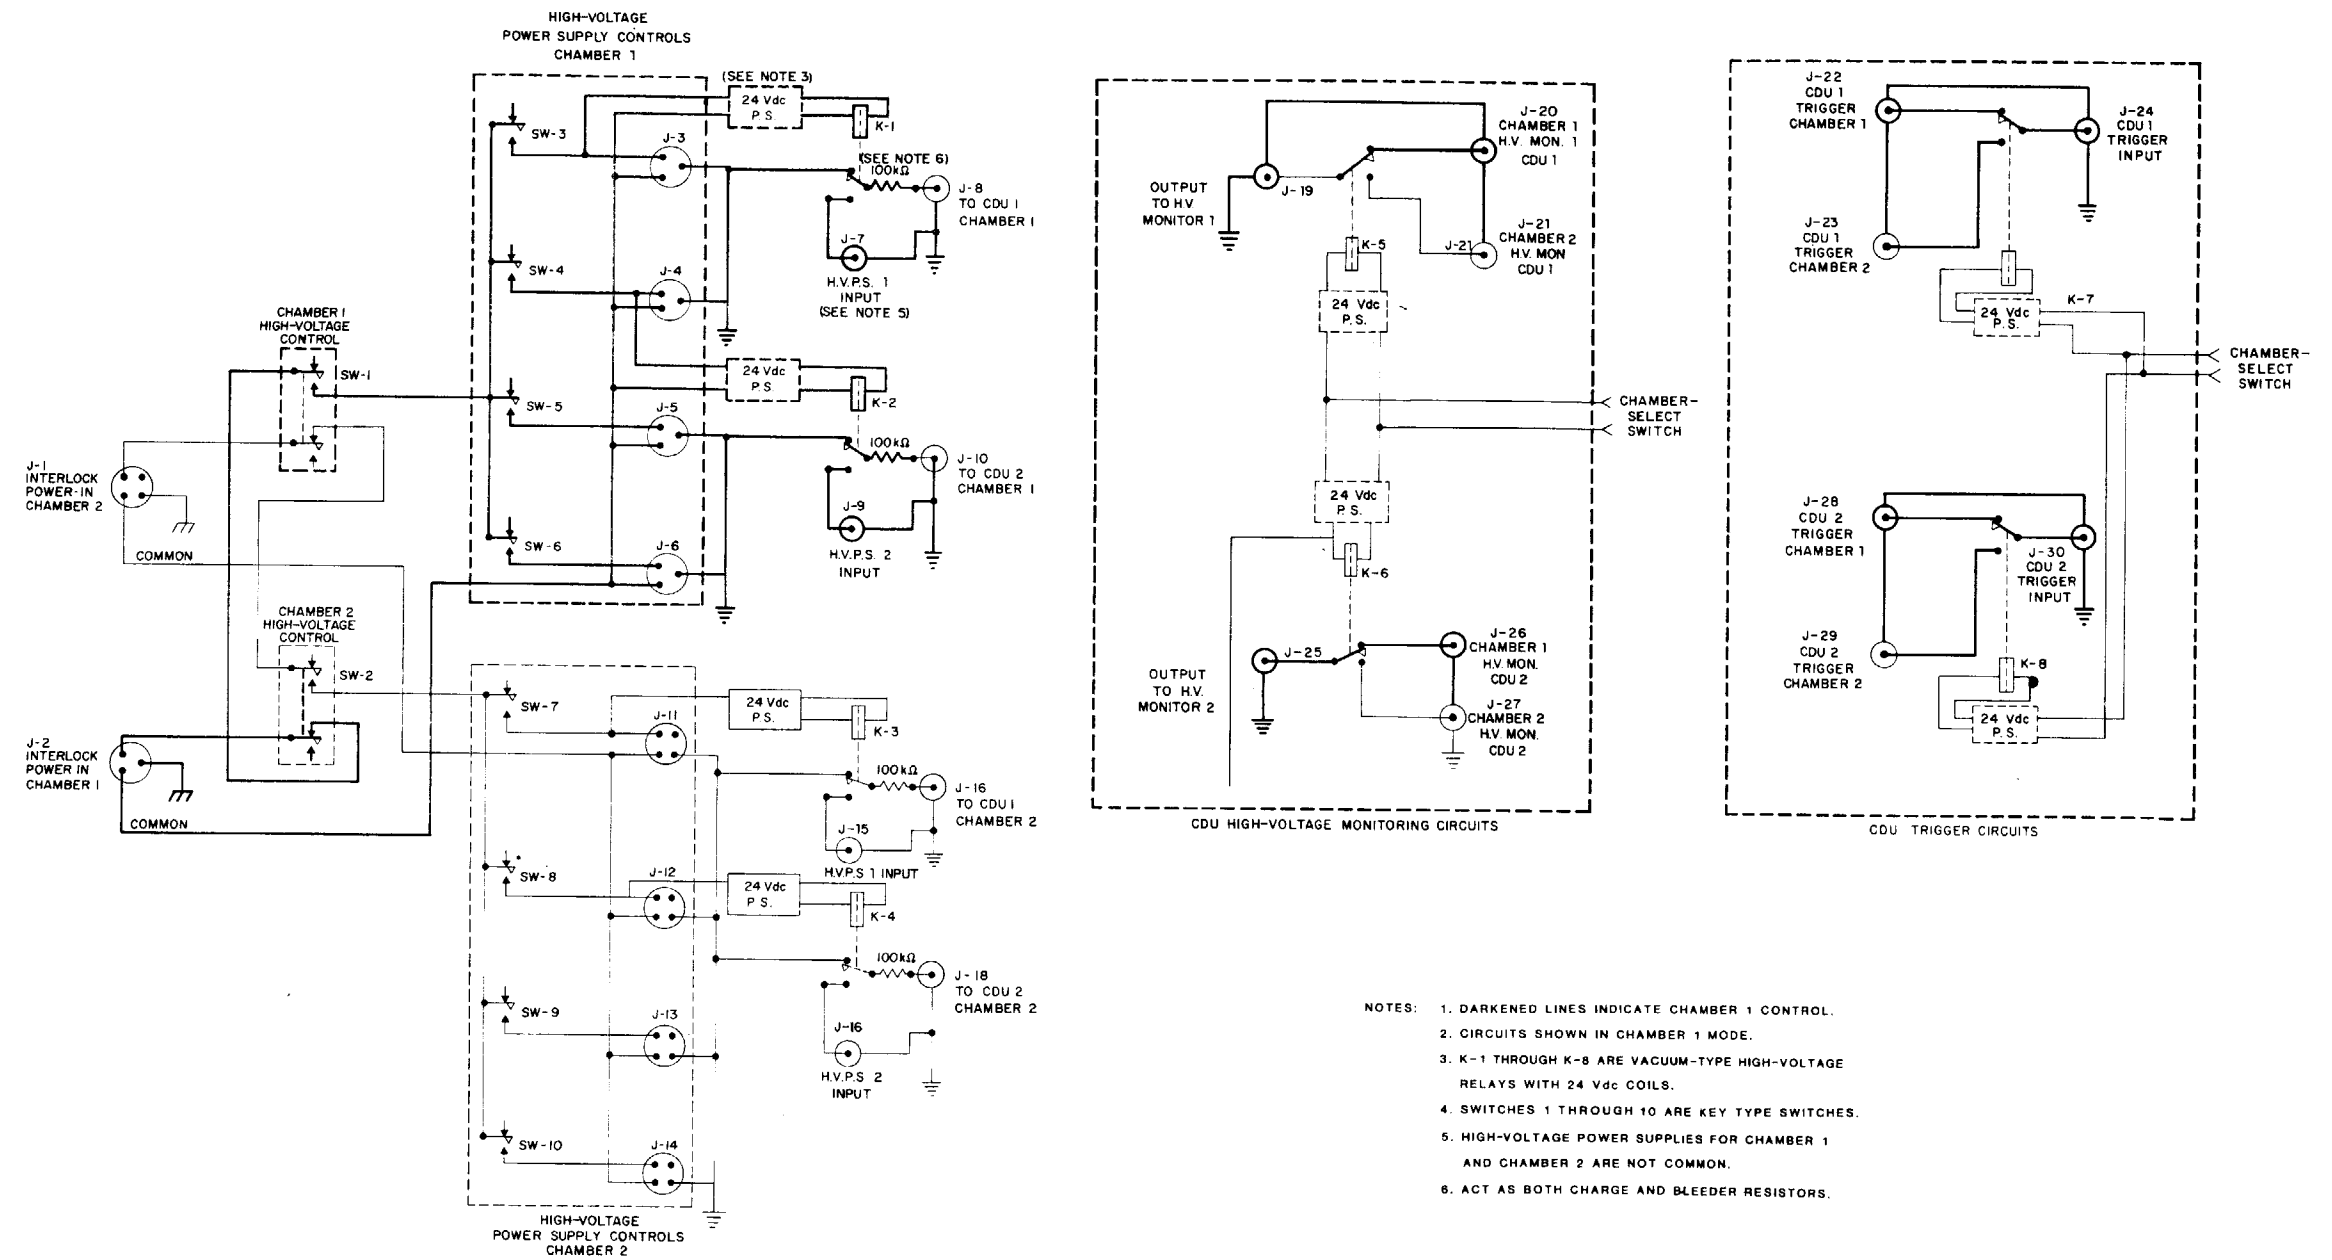 HIGH-VOLTAGE
POWER SUPPLY CONTROLS
CHAMBER 1
(SEE NOTE 3)
24 Vdc
P.S.
K-1
SW-3
J-3
(SEE NOTE 6)
100kΩ
J-8
TO CDU 1
CHAMBER 1
J-7
H.V.P.S. 1
INPUT
(SEE NOTE 5)
SW-4
J-4
CHAMBER 1
HIGH-VOLTAGE
CONTROL
SW-1
24 Vdc
P.S.
K-2
SW-5
J-5
100kΩ
J-10
TO CDU 2
CHAMBER 1
J-9
H.V.P.S. 2
INPUT
J-1
INTERLOCK
POWER-IN
CHAMBER 2
COMMON
SW-6
J-6
CHAMBER 2
HIGH-VOLTAGE
CONTROL
SW-2
J-2
INTERLOCK
POWER IN
CHAMBER 1
COMMON
SW-7
J-11
24 Vdc
P.S.
K-3
100kΩ
J-16
TO CDU 1
CHAMBER 2
J-15
H.V.P.S 1 INPUT
SW-8
J-12
24 Vdc
P S.
K-4
100kΩ
J-18
TO CDU 2
CHAMBER 2
J-16
H.V.P.S 2
INPUT
SW-9
J-13
SW-10
J-14
HIGH-VOLTAGE
POWER SUPPLY CONTROLS
CHAMBER 2
J-20
CHAMBER 1
H.V. MON. 1
CDU 1
OUTPUT
TO H.V.
MONITOR 1
J-19
J-21
CHAMBER 2
H.V. MON
CDU 1
J-21
K-5
24 Vdc
P.S.
CHAMBER-
SELECT
SWITCH
24 Vdc
P.S.
K-6
J-25
J-26
CHAMBER 1
H.V. MON.
CDU 2
OUTPUT
TO H.V.
MONITOR 2
J-27
CHAMBER 2
H.V. MON.
CDU 2
CDU HIGH-VOLTAGE MONITORING CIRCUITS
J-22
CDU 1
TRIGGER
CHAMBER 1
J-24
CDU 1
TRIGGER
INPUT
J-23
CDU 1
TRIGGER
CHAMBER 2
K-7
24 Vdc
P.S.
CHAMBER-
SELECT
SWITCH
J-28
CDU 2
TRIGGER
CHAMBER 1
J-30
CDU 2
TRIGGER
INPUT
J-29
CDU 2
TRIGGER
CHAMBER 2
K-8
24 Vdc
P.S.
CDU TRIGGER CIRCUITS
NOTES: 1. DARKENED LINES INDICATE CHAMBER 1 CONTROL.
2. CIRCUITS SHOWN IN CHAMBER 1 MODE.
3. K-1 THROUGH K-8 ARE VACUUM-TYPE HIGH-VOLTAGE
RELAYS WITH 24 Vdc COILS.
4. SWITCHES 1 THROUGH 10 ARE KEY TYPE SWITCHES.
5. HIGH-VOLTAGE POWER SUPPLIES FOR CHAMBER 1
AND CHAMBER 2 ARE NOT COMMON.
6. ACT AS BOTH CHARGE AND BLEEDER RESISTORS.